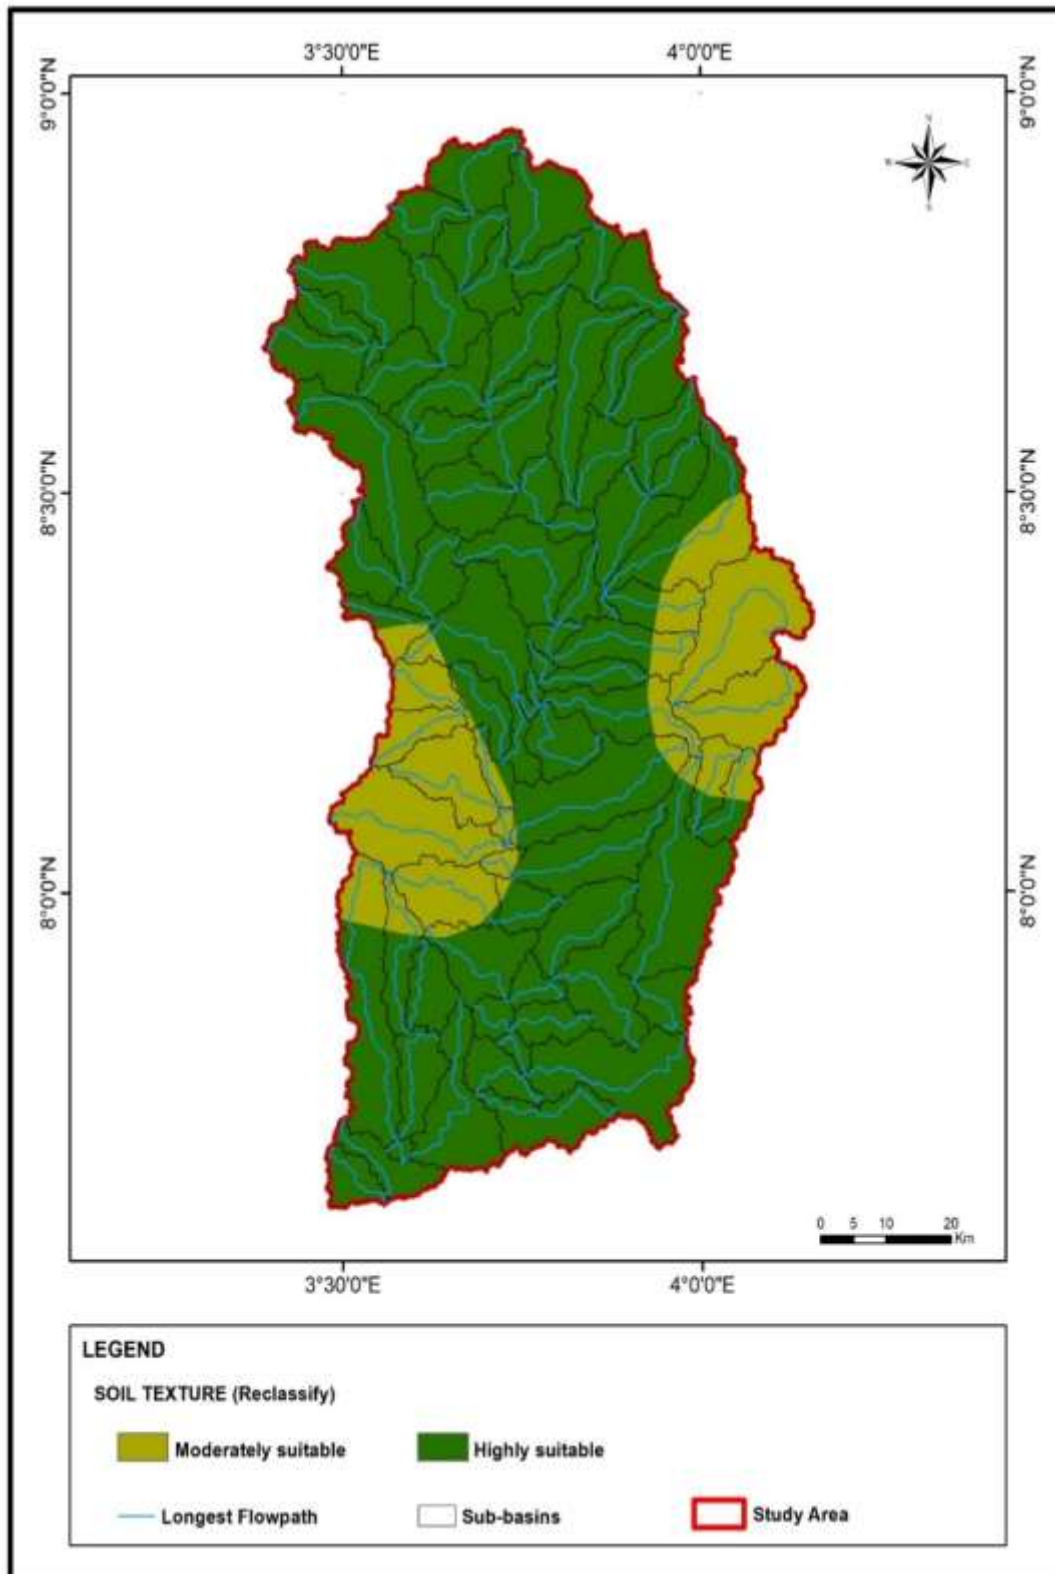 3°30'0"E 4°0'0"E
9°0'0"N 9°0'0"N
N
W E
S
8°30'0"N 8°30'0"N
8°0'0"N 8°0'0"N
0 5 10 20
Km
3°30'0"E 4°0'0"E
LEGEND
SOIL TEXTURE (Reclassify)
Moderately suitable Highly suitable
Longest Flowpath Sub-basins Study Area